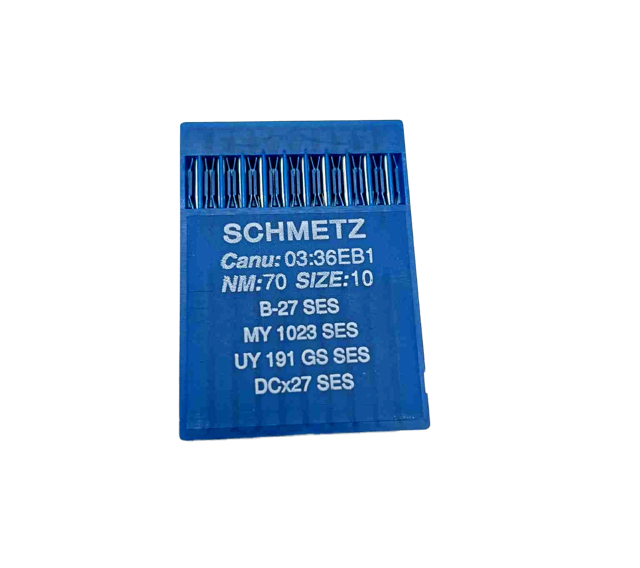 SCHMETZ
Canu: 03:36EB1
NM:70 SIZE:10
B-27 SES
MY 1023 SES
UY 191 GS SES
DCx27 SES